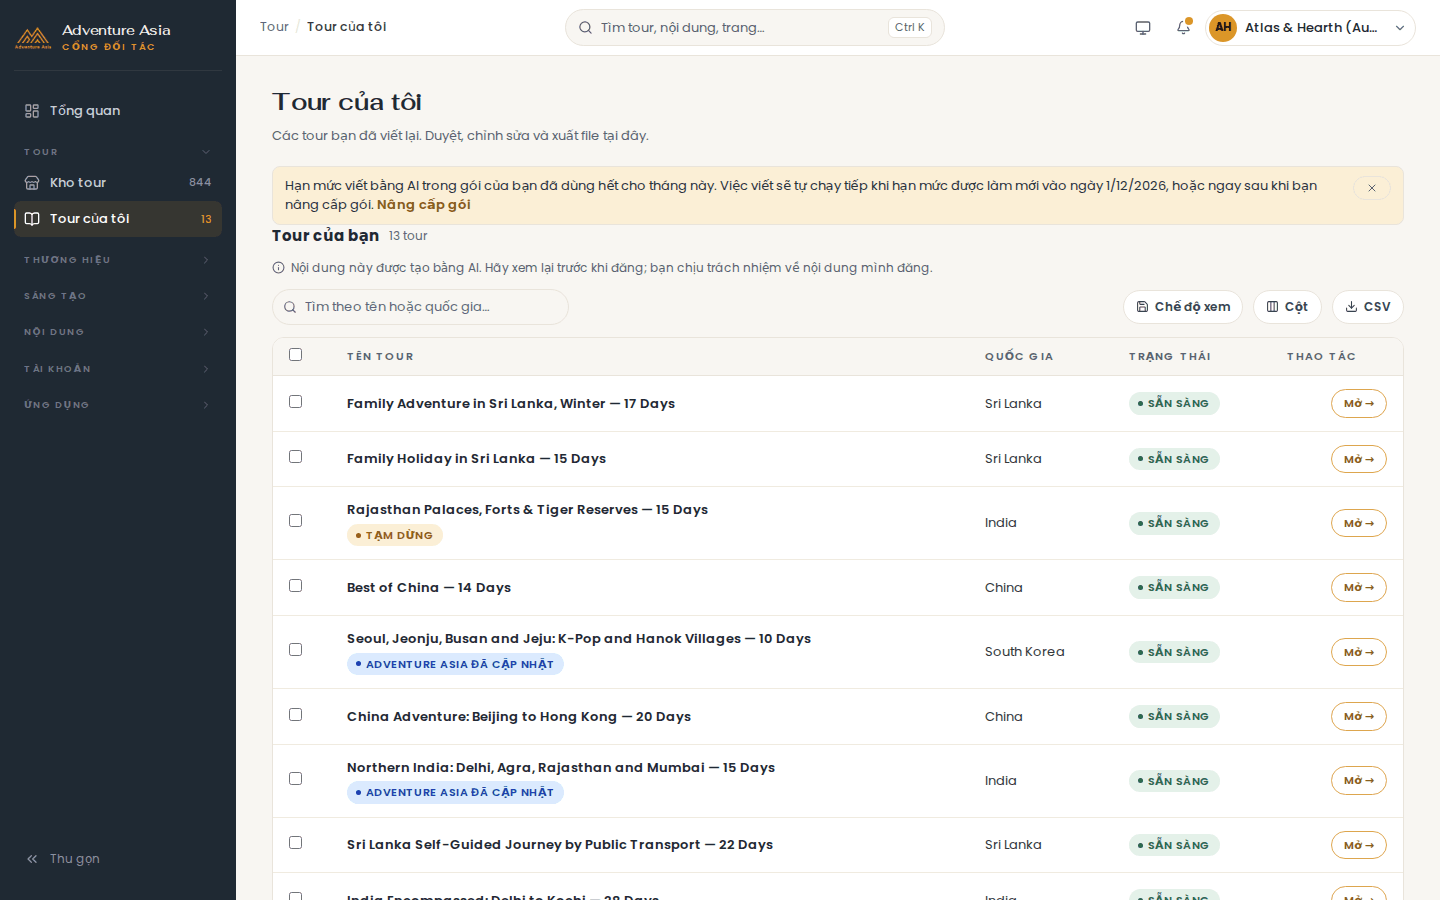 Adventure Asia
Adventure Asia
CỔNG ĐỐI TÁC
Tour / Tour của tôi
Tìm tour, nội dung, trang...
Ctrl K
AH
Atlas & Hearth (Au...
Tổng quan
TOUR
Kho tour
844
Tour của tôi
13
THƯƠNG HIỆU
SÁNG TẠO
NỘI DUNG
TÀI KHOẢN
ỨNG DỤNG
Thu gọn
Tour của tôi
Các tour bạn đã viết lại. Duyệt, chỉnh sửa và xuất file tại đây.
Hạn mức viết bằng AI trong gói của bạn đã dùng hết cho tháng này. Việc viết sẽ tự chạy tiếp khi hạn mức được làm mới vào ngày 1/12/2026, hoặc ngay sau khi bạn
nâng cấp gói. Nâng cấp gói
Tour của bạn 13 tour
Nội dung này được tạo bằng AI. Hãy xem lại trước khi đăng; bạn chịu trách nhiệm về nội dung mình đăng.
Tìm theo tên hoặc quốc gia...
Chế độ xem
Cột
CSV
TÊN TOUR QUỐC GIA TRẠNG THÁI THAO TÁC
Family Adventure in Sri Lanka, Winter — 17 Days Sri Lanka SẴN SÀNG Mở →
Family Holiday in Sri Lanka — 15 Days Sri Lanka SẴN SÀNG Mở →
Rajasthan Palaces, Forts & Tiger Reserves — 15 Days
TẠM DỪNG
India SẴN SÀNG Mở →
Best of China — 14 Days China SẴN SÀNG Mở →
Seoul, Jeonju, Busan and Jeju: K-Pop and Hanok Villages — 10 Days
ADVENTURE ASIA ĐÃ CẬP NHẬT
South Korea SẴN SÀNG Mở →
China Adventure: Beijing to Hong Kong — 20 Days China SẴN SÀNG Mở →
Northern India: Delhi, Agra, Rajasthan and Mumbai — 15 Days
ADVENTURE ASIA ĐÃ CẬP NHẬT
India SẴN SÀNG Mở →
Sri Lanka Self-Guided Journey by Public Transport — 22 Days Sri Lanka SẴN SÀNG Mở →
India Encompassed: Delhi to Kochi — 28 Days India SẴN SÀNG Mở →